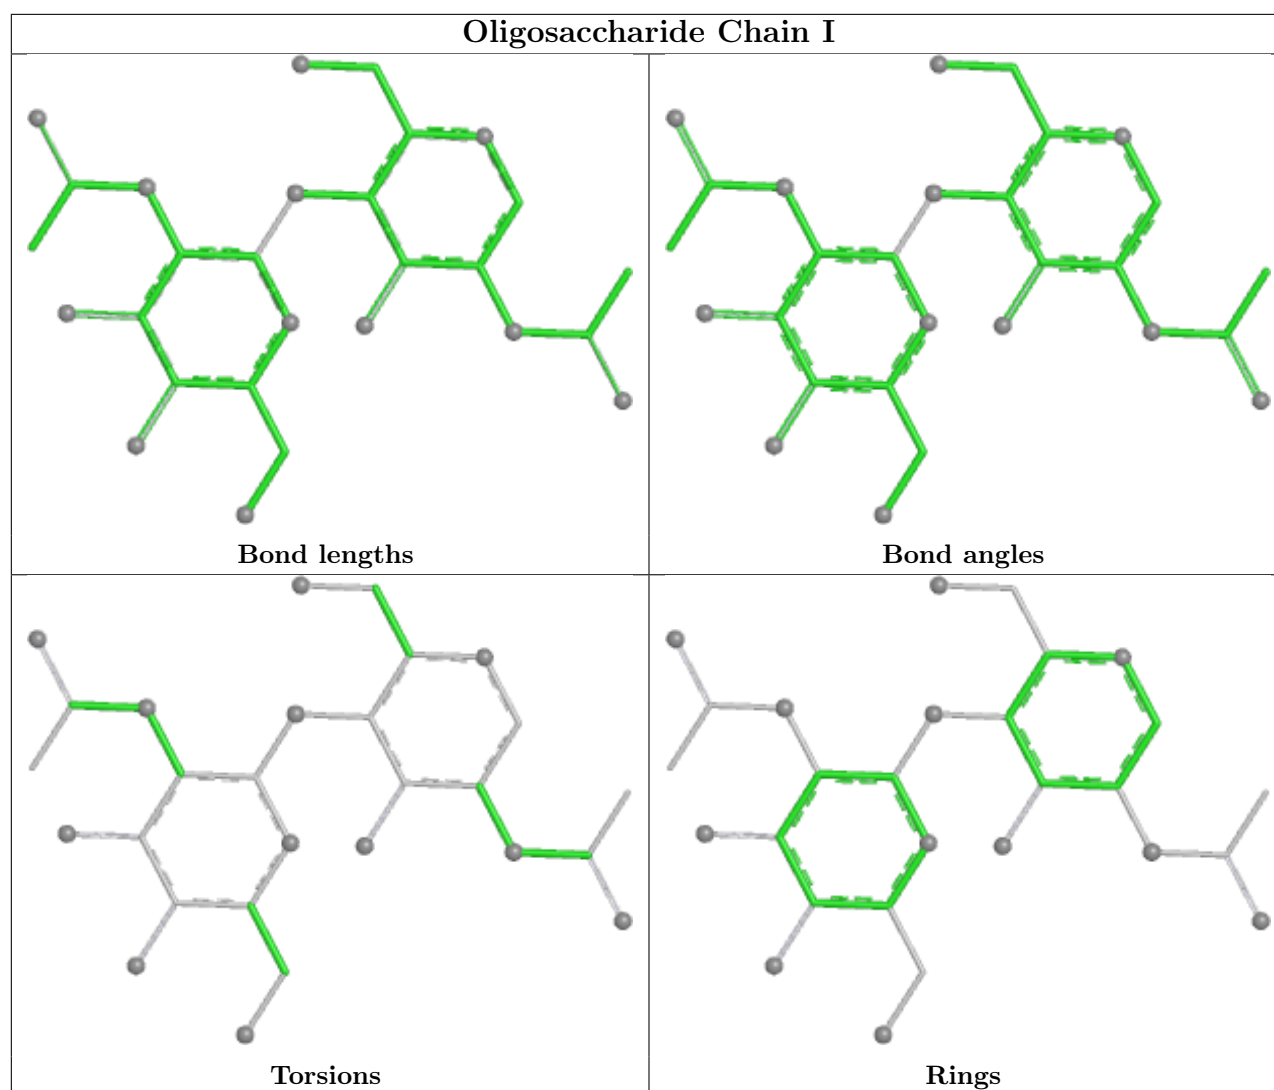 Oligosaccharide Chain I
Bond lengths
Bond angles
Torsions
Rings